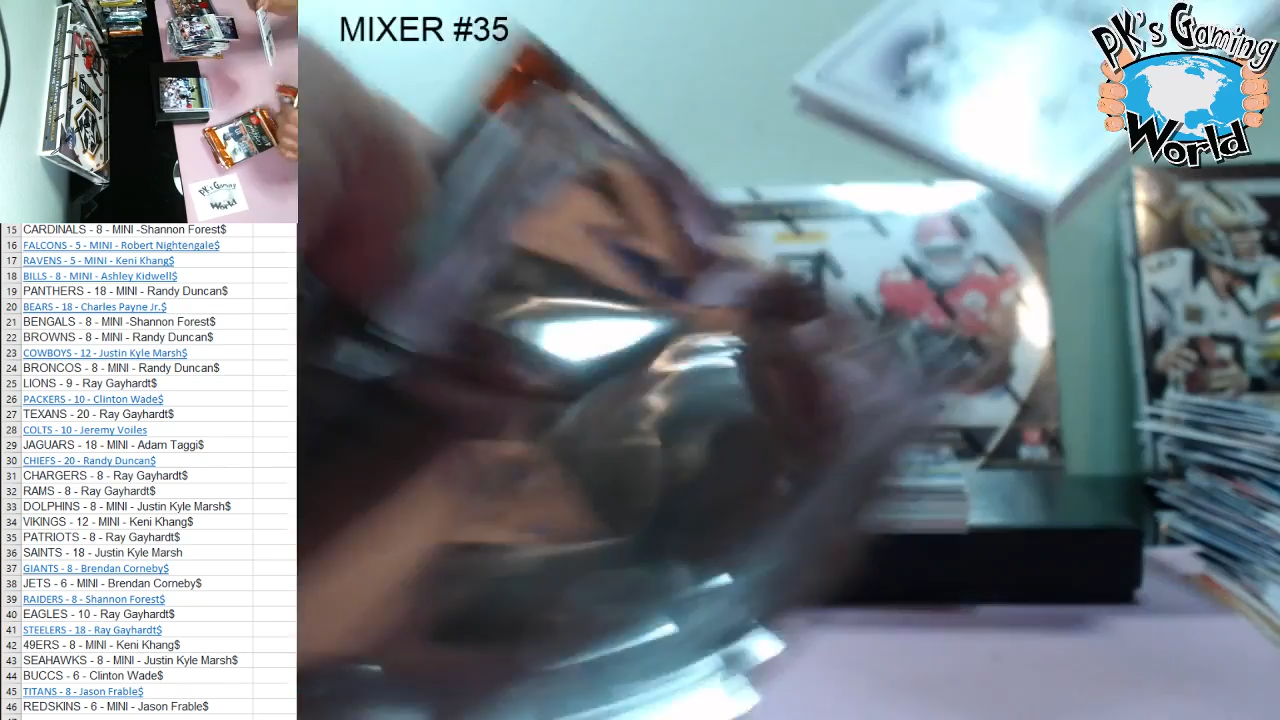 MIXER #35
PK's Gaming
World
PK's Gaming
World
15 CARDINALS - 8 - MINI -Shannon Forest$
16 FALCONS - 5 - MINI - Robert Nightengale$
17 RAVENS - 5 - MINI - Keni Khang$
18 BILLS - 8 - MINI - Ashley Kidwell$
19 PANTHERS - 18 - MINI - Randy Duncan$
20 BEARS - 18 - Charles Payne Jr.$
21 BENGALS - 8 - MINI -Shannon Forest$
22 BROWNS - 8 - MINI - Randy Duncan$
23 COWBOYS - 12 - Justin Kyle Marsh$
24 BRONCOS - 8 - MINI - Randy Duncan$
25 LIONS - 9 - Ray Gayhardt$
26 PACKERS - 10 - Clinton Wade$
27 TEXANS - 20 - Ray Gayhardt$
28 COLTS - 10 - Jeremy Voiles
29 JAGUARS - 18 - MINI - Adam Taggi$
30 CHIEFS - 20 - Randy Duncan$
31 CHARGERS - 8 - Ray Gayhardt$
32 RAMS - 8 - Ray Gayhardt$
33 DOLPHINS - 8 - MINI - Justin Kyle Marsh$
34 VIKINGS - 12 - MINI - Keni Khang$
35 PATRIOTS - 8 - Ray Gayhardt$
36 SAINTS - 18 - Justin Kyle Marsh
37 GIANTS - 8 - Brendan Corneby$
38 JETS - 6 - MINI - Brendan Corneby$
39 RAIDERS - 8 - Shannon Forest$
40 EAGLES - 10 - Ray Gayhardt$
41 STEELERS - 18 - Ray Gayhardt$
42 49ERS - 8 - MINI - Keni Khang$
43 SEAHAWKS - 8 - MINI - Justin Kyle Marsh$
44 BUCCS - 6 - Clinton Wade$
45 TITANS - 8 - Jason Frable$
46 REDSKINS - 6 - MINI - Jason Frable$